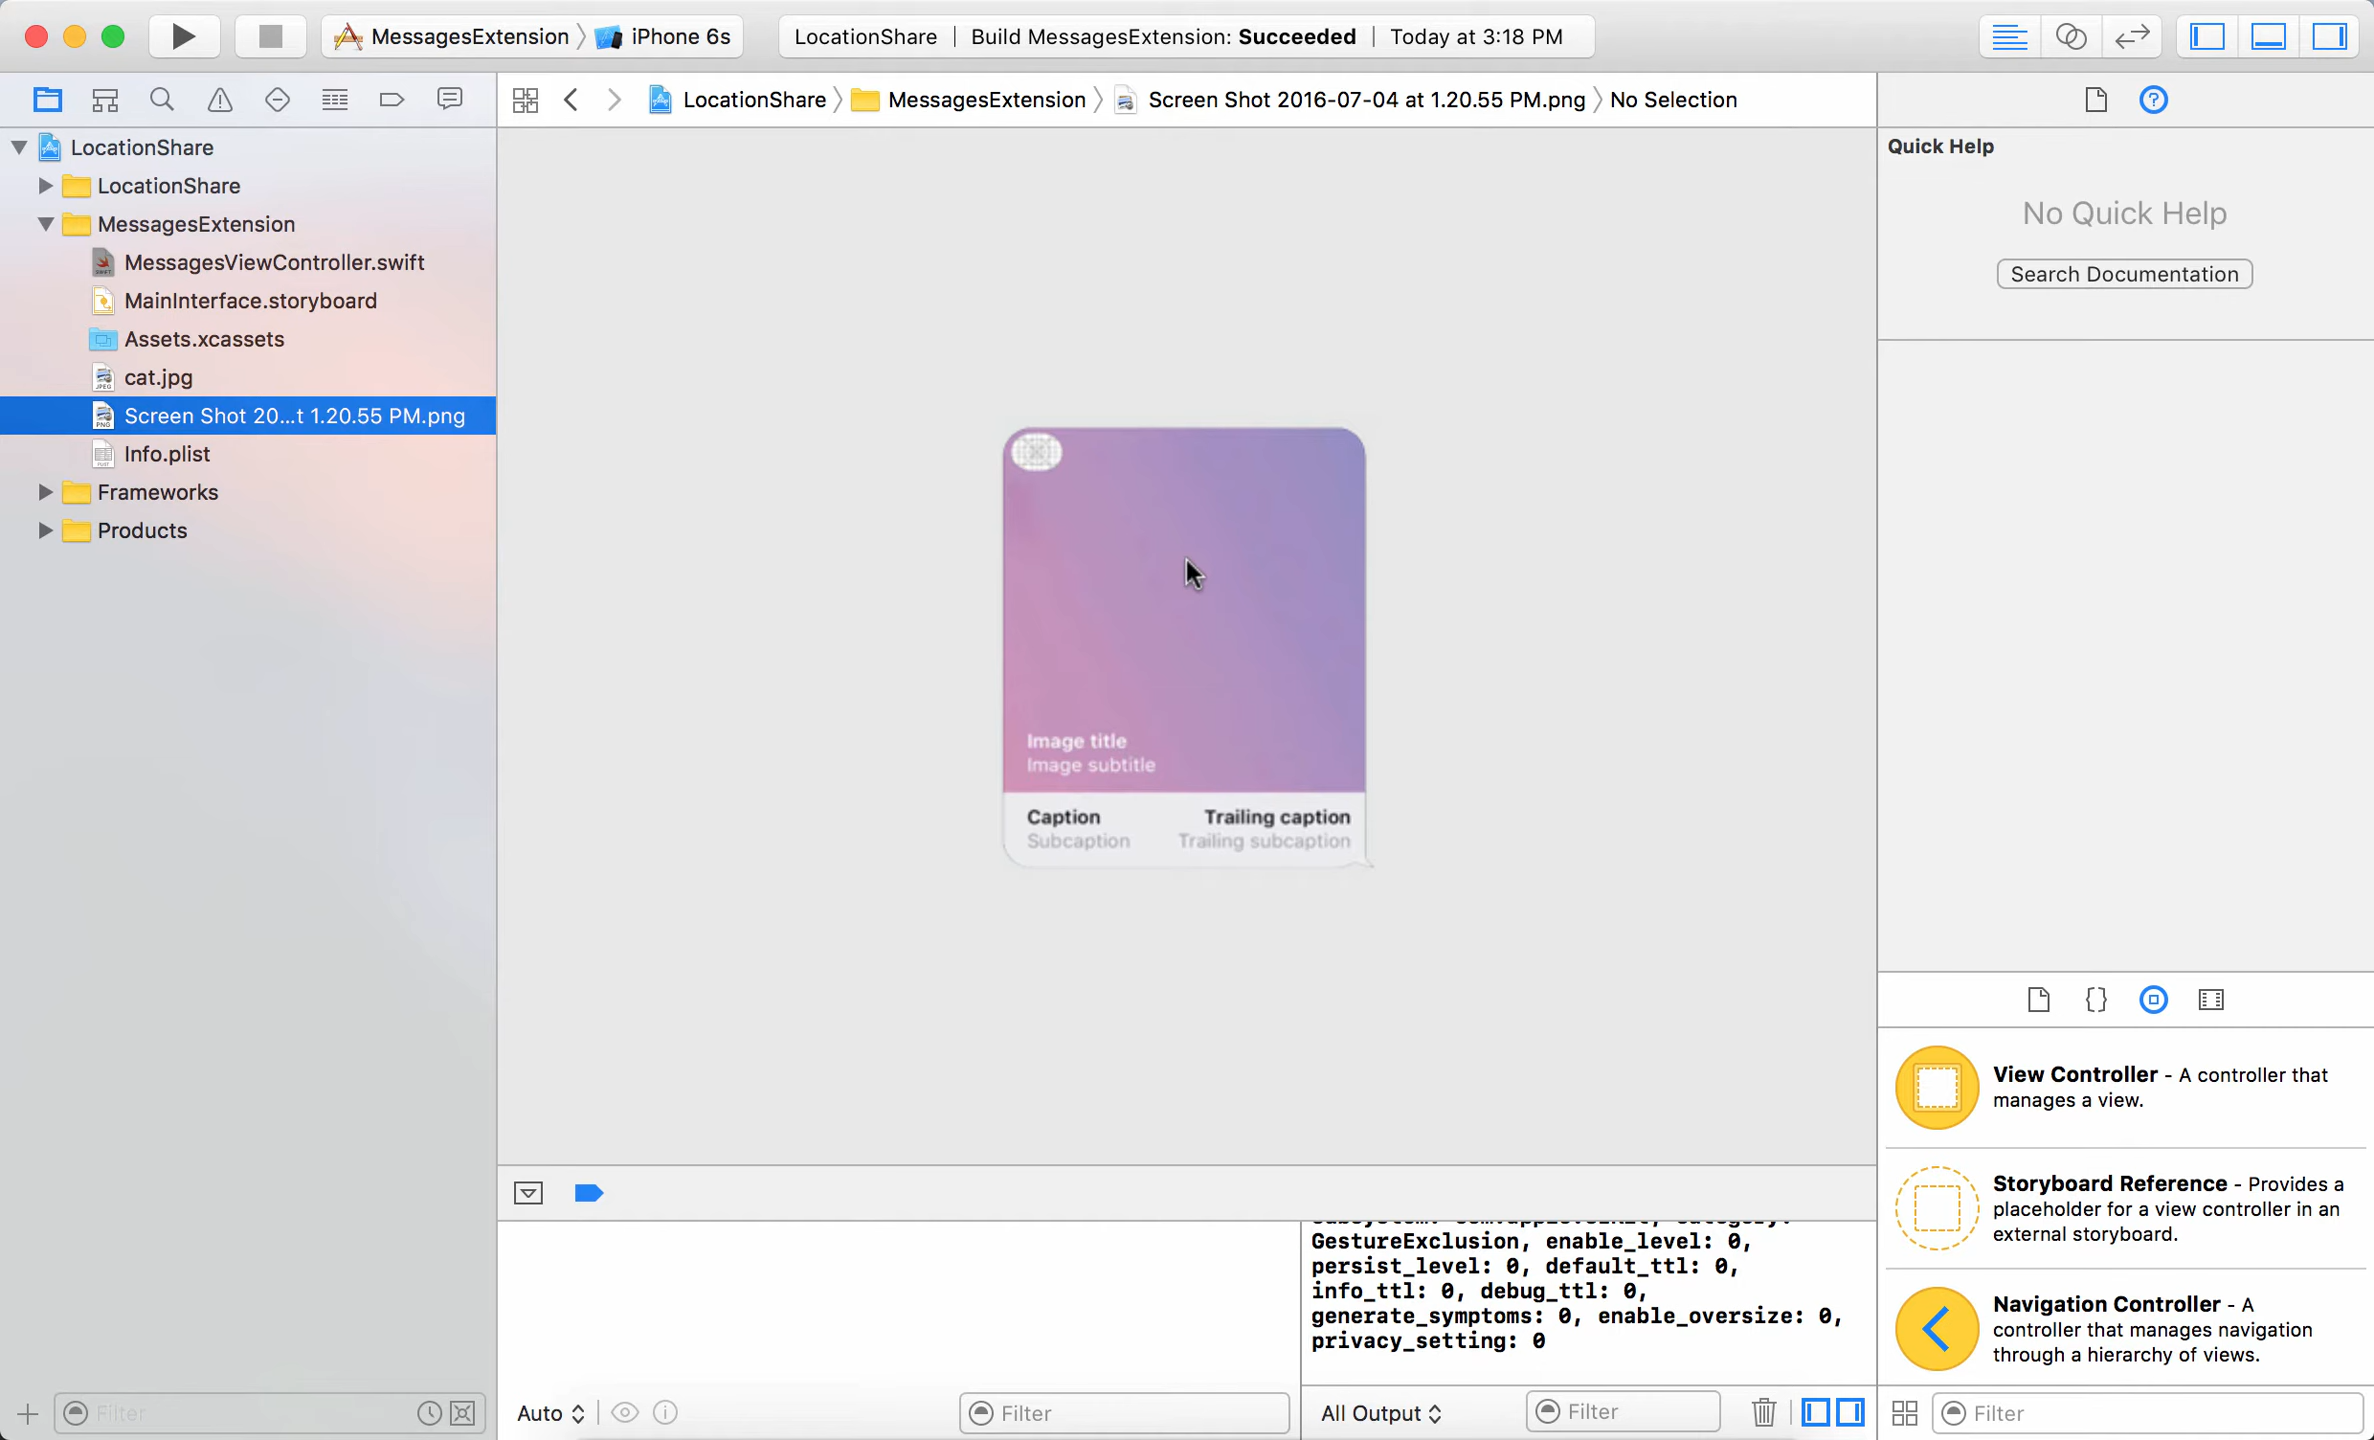 MessagesExtension
iPhone 6s
LocationShare | Build MessagesExtension: Succeeded | Today at 3:18 PM
LocationShare
MessagesExtension
Screen Shot 2016-07-04 at 1.20.55 PM.png
No Selection
LocationShare
LocationShare
MessagesExtension
MessagesViewController.swift
MainInterface.storyboard
Assets.xcassets
cat.jpg
Screen Shot 20...t 1.20.55 PM.png
Info.plist
Frameworks
Products
Filter
Image title
Image subtitle
Caption
Trailing caption
Subcaption
Trailing subcaption
Auto
Filter
GestureExclusion, enable_level: 0,
persist_level: 0, default_ttl: 0,
info_ttl: 0, debug_ttl: 0,
generate_symptoms: 0, enable_oversize: 0,
privacy_setting: 0
All Output
Filter
Quick Help
No Quick Help
Search Documentation
View Controller - A controller that
manages a view.
Storyboard Reference - Provides a
placeholder for a view controller in an
external storyboard.
Navigation Controller - A
controller that manages navigation
through a hierarchy of views.
Filter